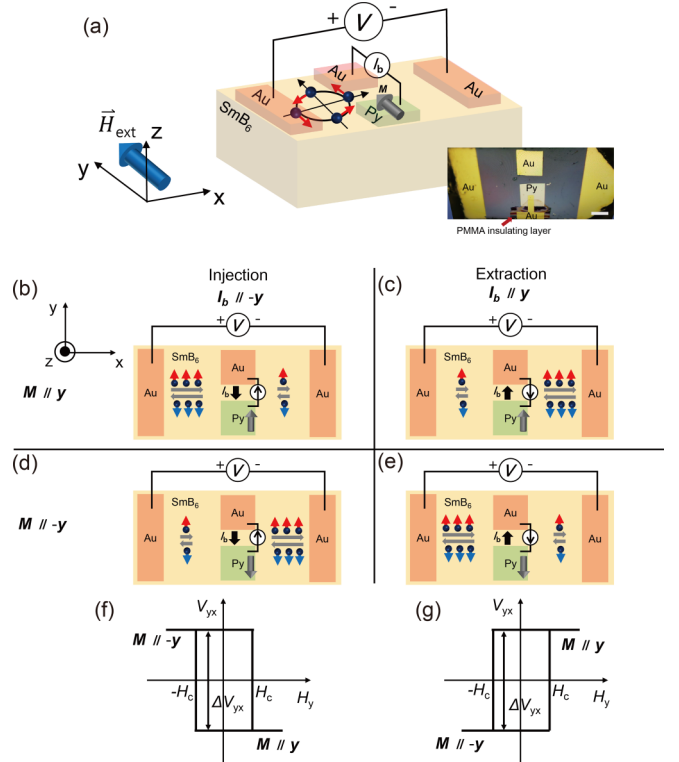 (a)
+ V -
Au
I_b
Au
M
Au
SmB6
Py
H_ext
z
y
x
Au
Au
Py
Au
Au
PMMA insulating layer
Injection
Extraction
(b)
I_b // -y
(c)
I_b // y
y
z
x
+ V -
SmB6
Au
Au
I_b
Py
Au
+ V -
SmB6
Au
Au
I_b
Py
Au
M // y
(d)
+ V -
SmB6
Au
Au
I_b
Py
Au
(e)
+ V -
SmB6
Au
Au
I_b
Py
Au
M // -y
(f)
V_yx
M // -y
-H_c
H_c
H_y
ΔV_yx
M // y
(g)
V_yx
M // y
-H_c
H_c
H_y
ΔV_yx
M // -y